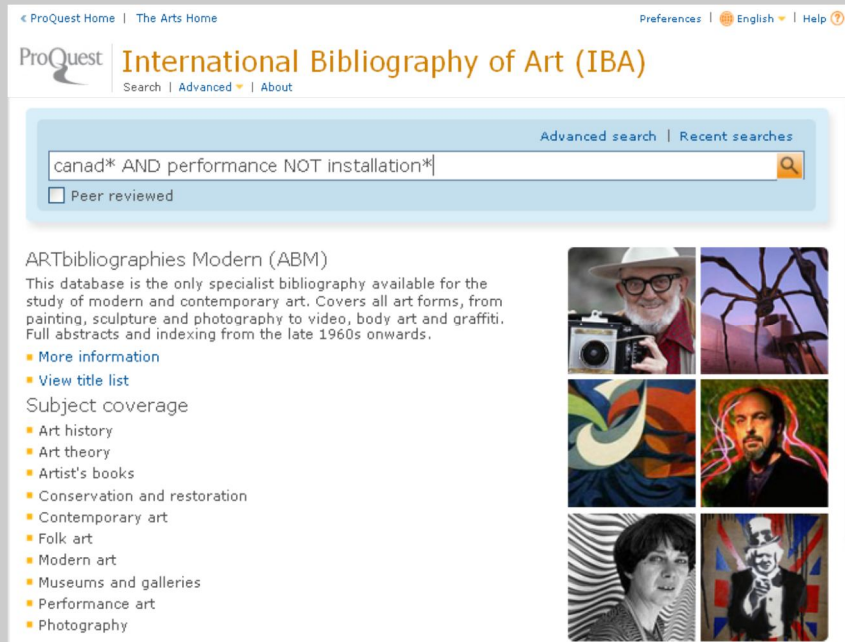 « ProQuest Home | The Arts Home
Preferences | English | Help ?
ProQuest
International Bibliography of Art (IBA)
Search | Advanced | About
Advanced search | Recent searches
canad* AND performance NOT installation*
Peer reviewed
ARTbibliographies Modern (ABM)
This database is the only specialist bibliography available for the
study of modern and contemporary art. Covers all art forms, from
painting, sculpture and photography to video, body art and graffiti.
Full abstracts and indexing from the late 1960s onwards.
More information
View title list
Subject coverage
Art history
Art theory
Artist's books
Conservation and restoration
Contemporary art
Folk art
Modern art
Museums and galleries
Performance art
Photography